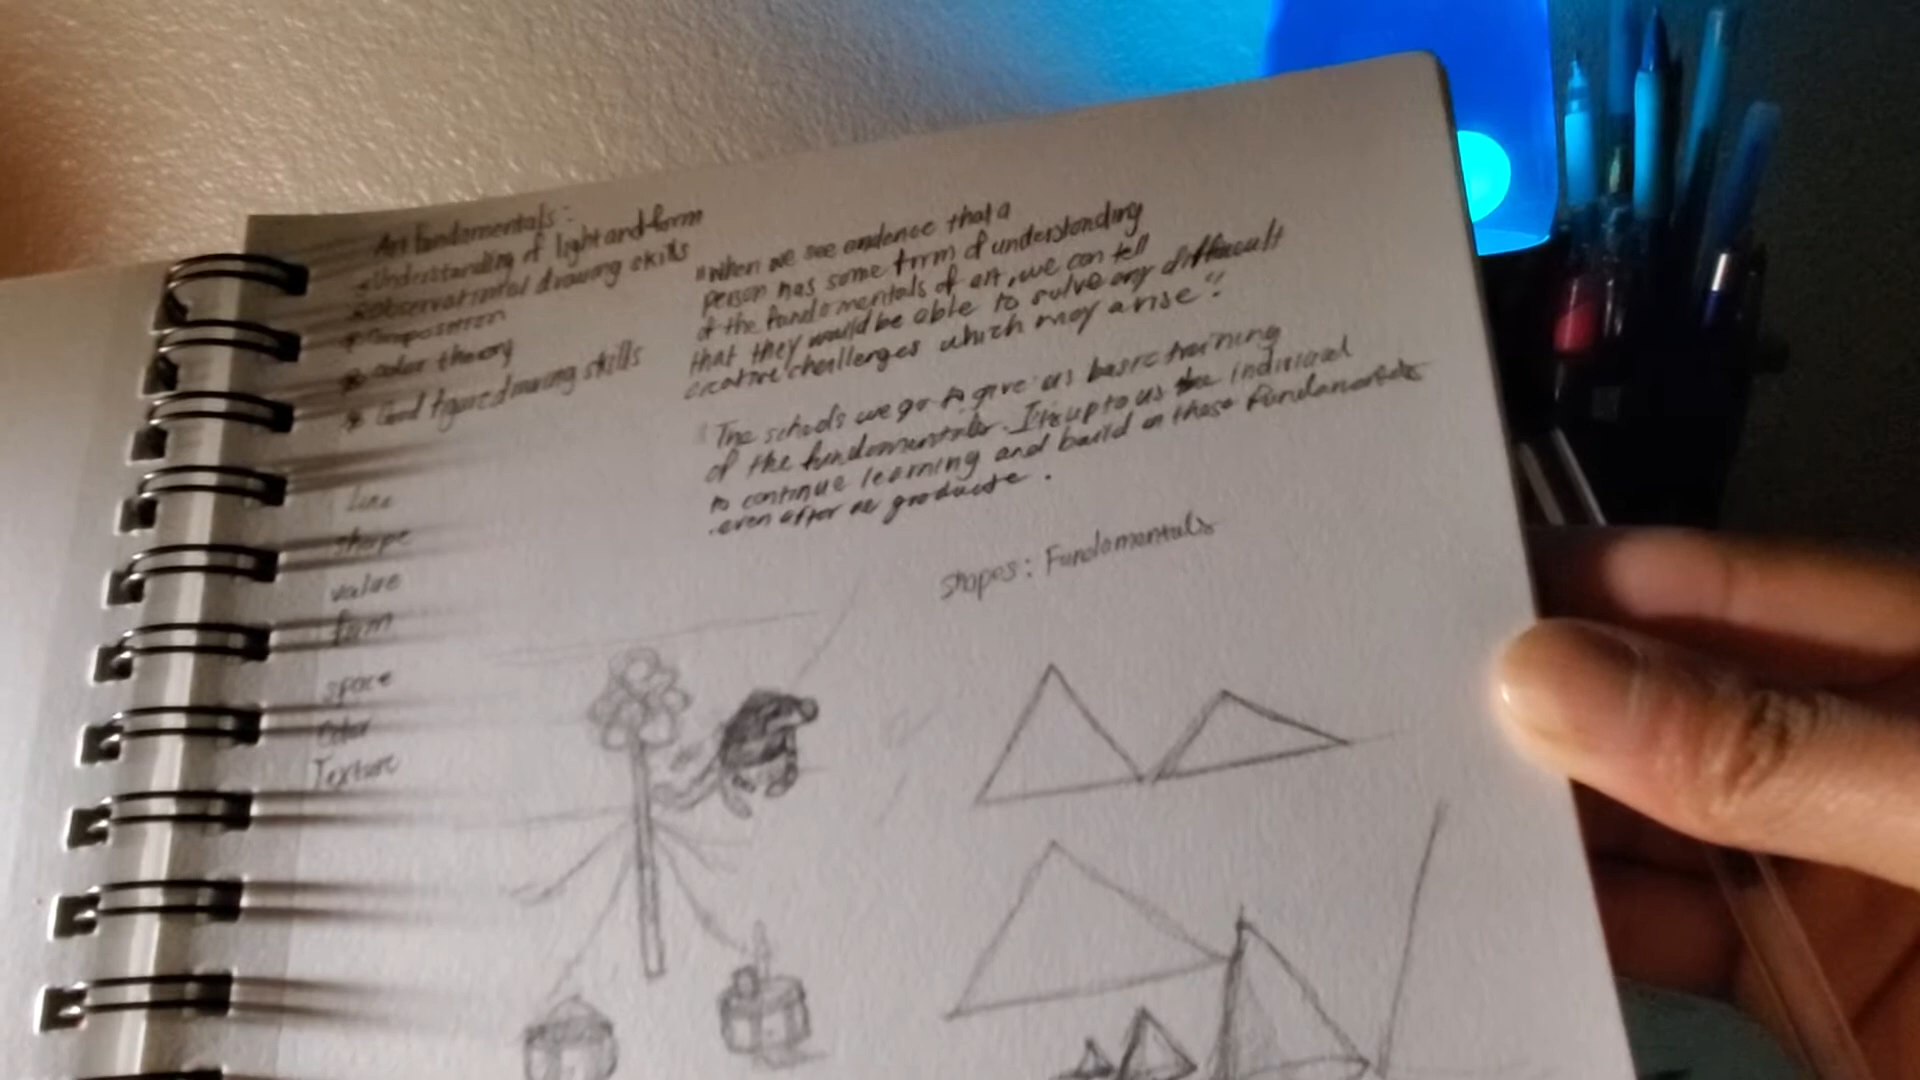 Art Fundamentals:
Understanding of light and form
observational drawing skills
* Composition
* color theory
* Good figure drawing skills
line
shape
value
form
space
Color
Texture
"When we see evidence that a
person has some form of understanding
of the fundamentals of art, we can tell
that they would be able to solve any difficult
creative challenges which may arise."
The schools we go to give us basic training
of the fundamentals. It's up to us the individual
to continue learning and build on those Fundamentals
even after we graduate.
Shapes: Fundamentals